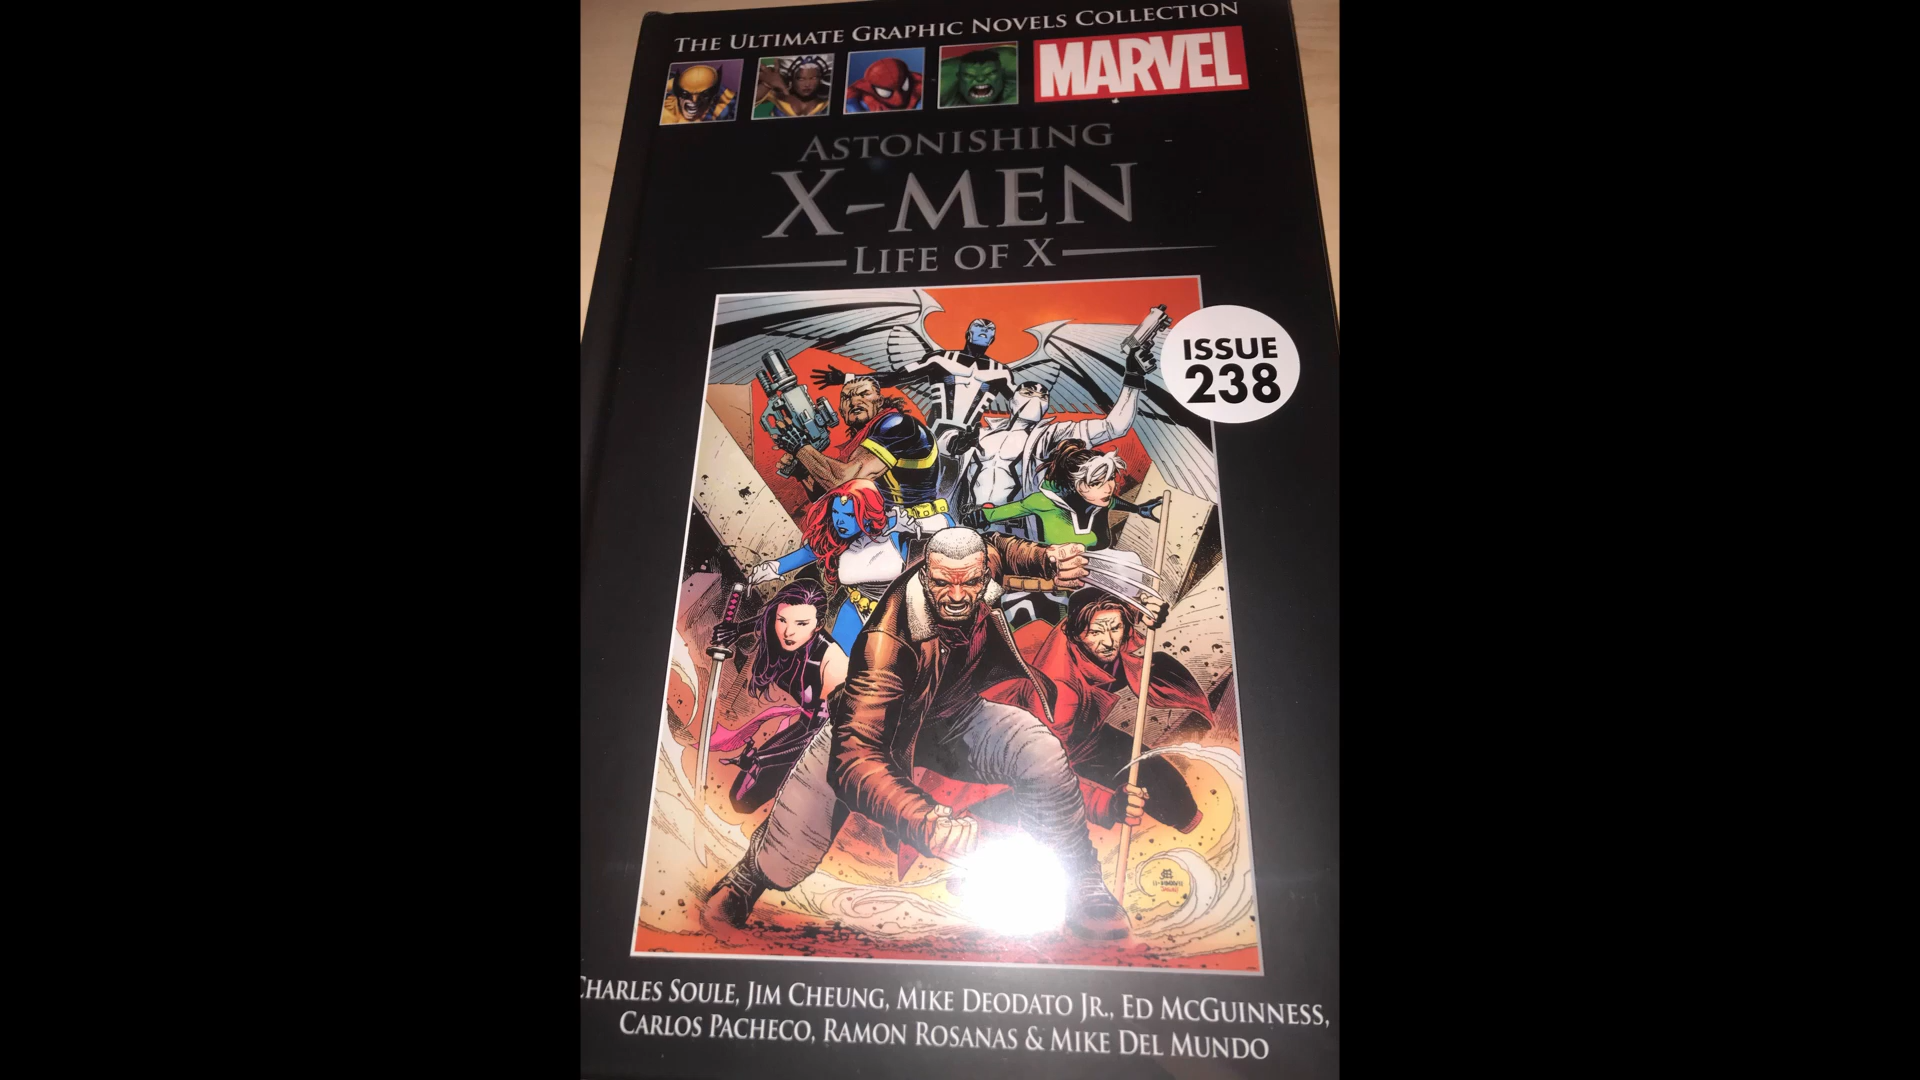 THE ULTIMATE GRAPHIC NOVELS COLLECTION
MARVEL
ASTONISHING
X-MEN
LIFE OF X
ISSUE
238
CHARLES SOULE, JIM CHEUNG, MIKE DEODATO JR., ED MCGUINNESS,
CARLOS PACHECO, RAMON ROSANAS & MIKE DEL MUNDO